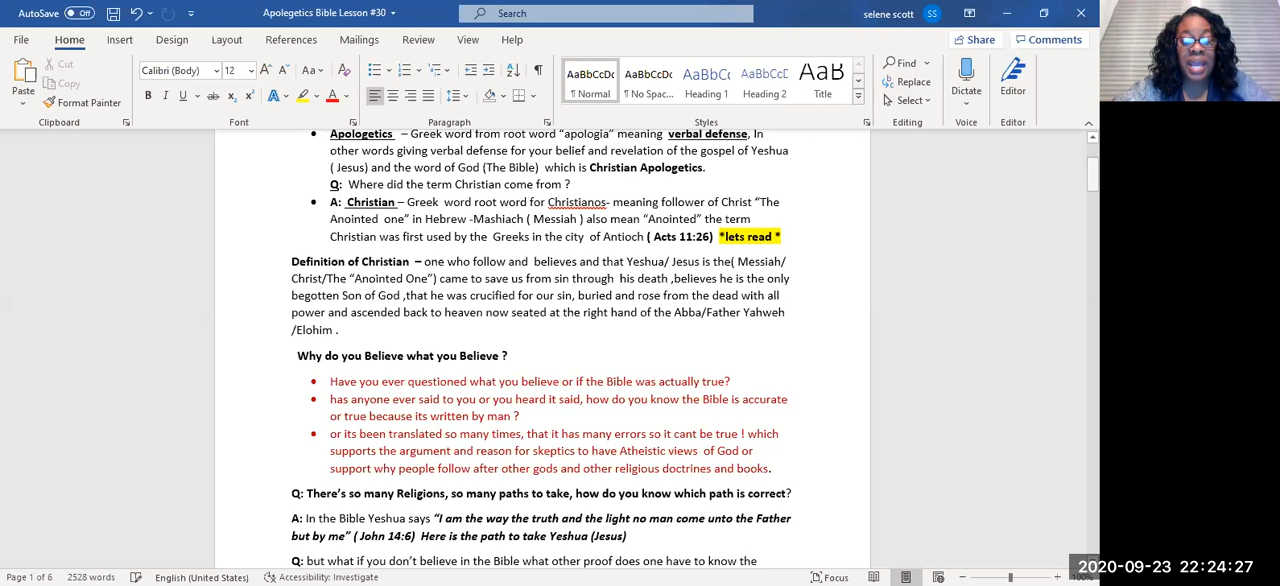 AutoSave Off Apolegetics Bible Lesson #30 Search selene scott SS
File Home Insert Design Layout References Mailings Review View Help Share Comments
Paste Cut Copy Format Painter
Calibri (Body) 12 Aa
B I U ab x₂ x² A A
AaBbCcDc AaBbCcDc AaBbCc AaBbCcD AaB
¶ Normal ¶ No Spac... Heading 1 Heading 2 Title
Find Replace Select Dictate Editor
Clipboard Font Paragraph Styles Editing Voice Editor
• Apologetics – Greek word from root word “apologia” meaning verbal defense, In
other words giving verbal defense for your belief and revelation of the gospel of Yeshua
( Jesus) and the word of God (The Bible) which is Christian Apologetics.
Q: Where did the term Christian come from ?
• A: Christian – Greek word root word for Christianos- meaning follower of Christ “The
Anointed one” in Hebrew -Mashiach ( Messiah ) also mean “Anointed” the term
Christian was first used by the Greeks in the city of Antioch ( Acts 11:26) *lets read *
Definition of Christian – one who follow and believes and that Yeshua/ Jesus is the( Messiah/
Christ/The “Anointed One”) came to save us from sin through his death ,believes he is the only
begotten Son of God ,that he was crucified for our sin, buried and rose from the dead with all
power and ascended back to heaven now seated at the right hand of the Abba/Father Yahweh
/Elohim .
Why do you Believe what you Believe ?
• Have you ever questioned what you believe or if the Bible was actually true?
• has anyone ever said to you or you heard it said, how do you know the Bible is accurate
or true because its written by man ?
• or its been translated so many times, that it has many errors so it cant be true ! which
supports the argument and reason for skeptics to have Atheistic views of God or
support why people follow after other gods and other religious doctrines and books.
Q: There’s so many Religions, so many paths to take, how do you know which path is correct?
A: In the Bible Yeshua says “I am the way the truth and the light no man come unto the Father
but by me” ( John 14:6) Here is the path to take Yeshua (Jesus)
Q: but what if you don’t believe in the Bible what other proof does one have to know the
Page 1 of 6 2528 words English (United States) Accessibility: Investigate Focus 100%
2020-09-23 22:24:27